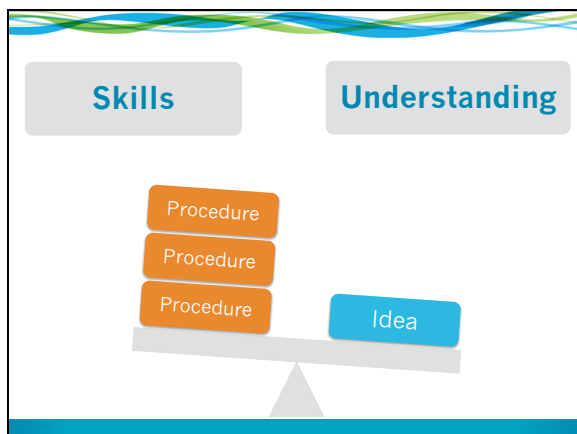 Skills
Understanding
Procedure
Procedure
Procedure
Idea